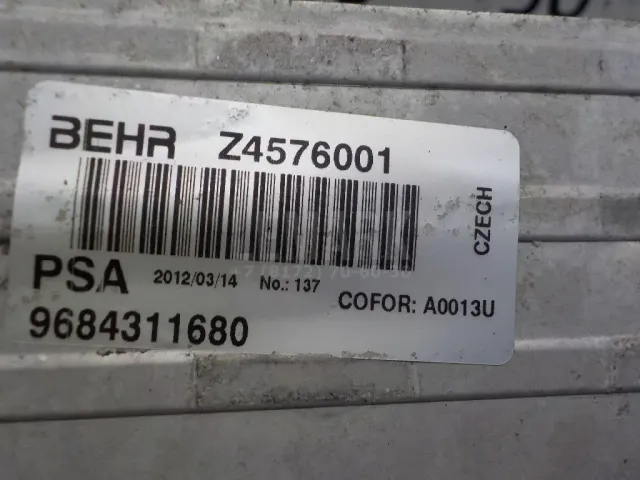 BEHR Z4576001
CZECH
PSA 2012/03/14 No.: 137 COFOR: A0013U
9684311680